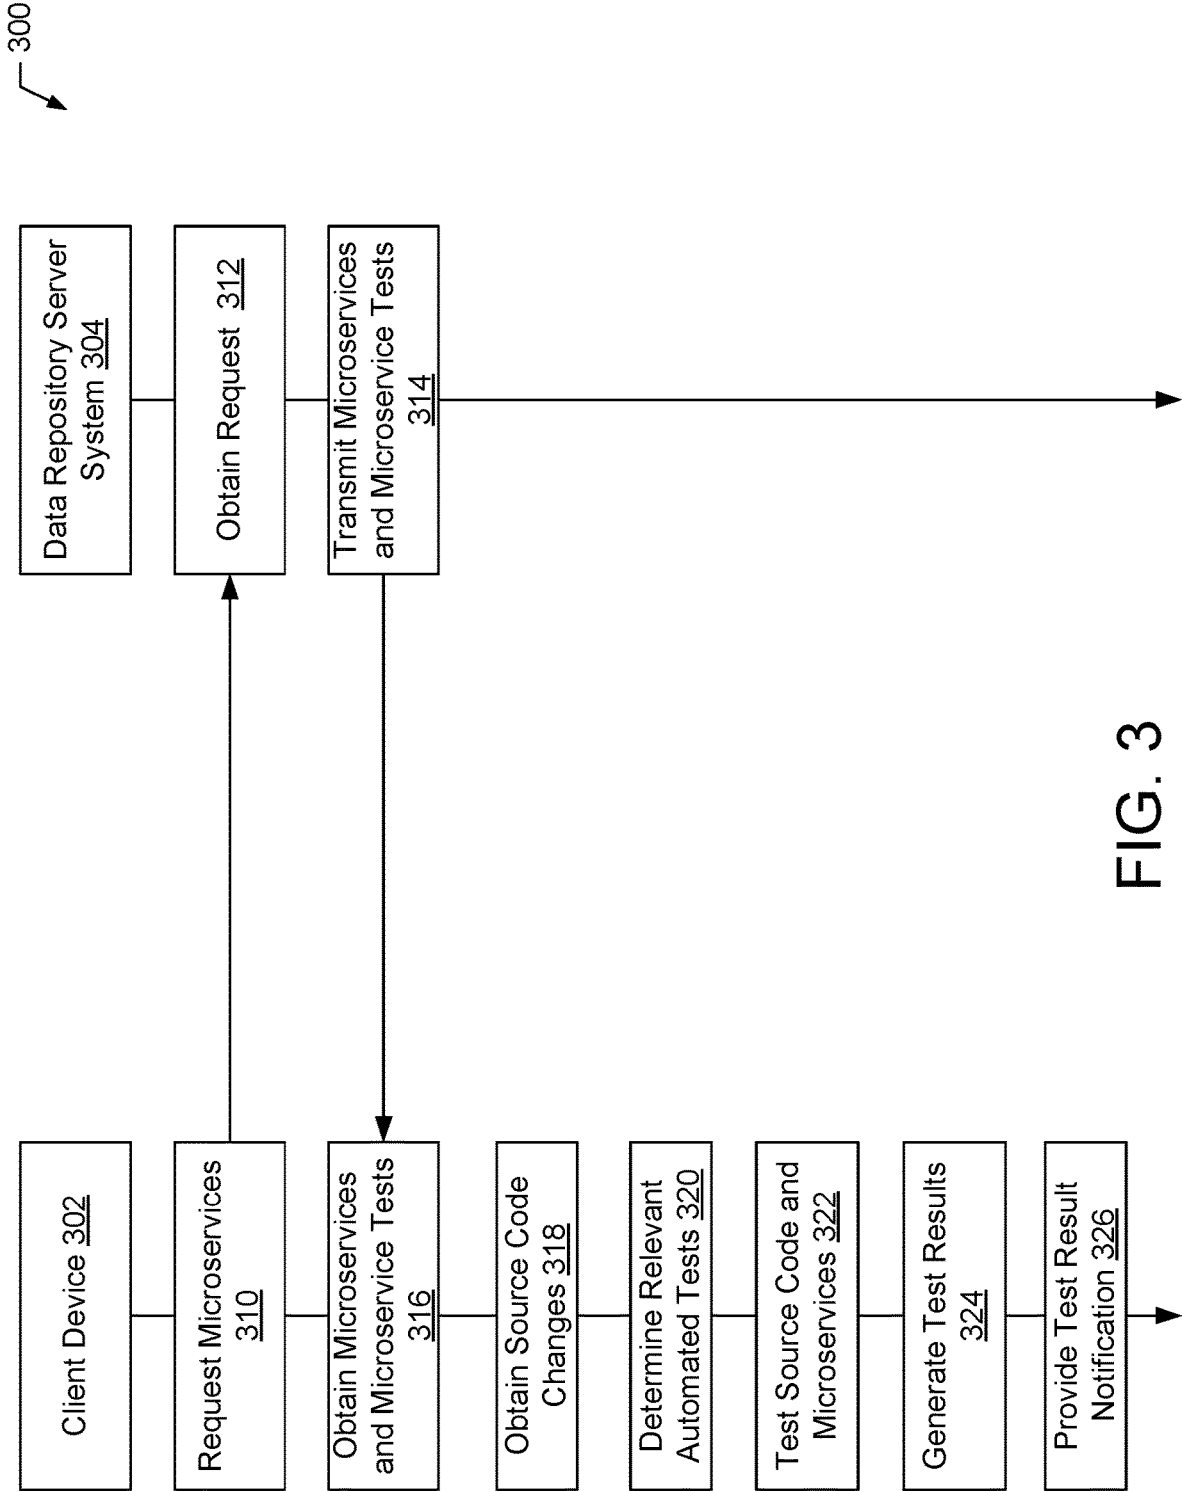 300
Client Device 302
Data Repository Server
System 304
Request Microservices
310
Obtain Request 312
Obtain Microservices
and Microservice Tests
316
Transmit Microservices
and Microservice Tests
314
Obtain Source Code
Changes 318
Determine Relevant
Automated Tests 320
Test Source Code and
Microservices 322
Generate Test Results
324
Provide Test Result
Notification 326
FIG. 3